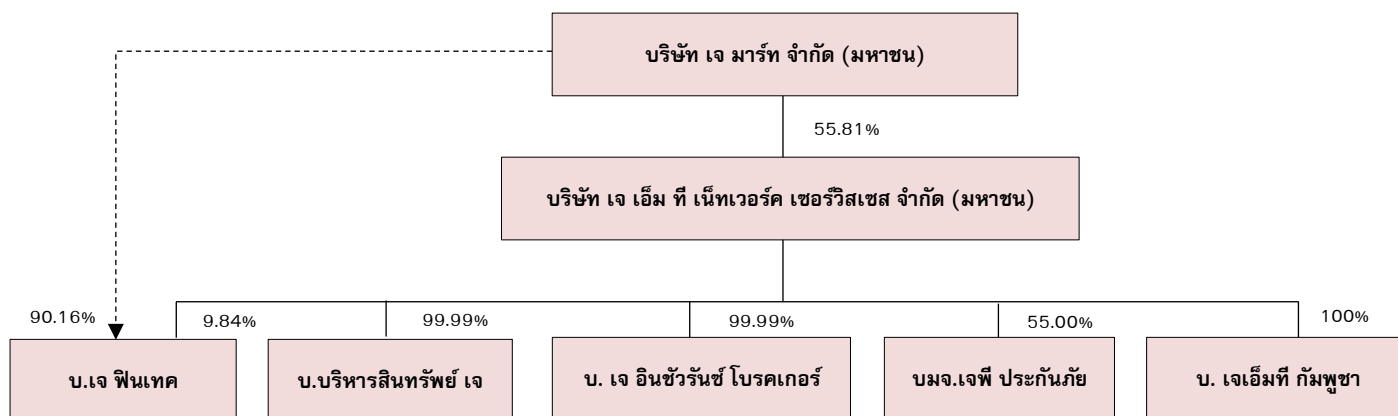 บริษัท เจ มาร์ท จำกัด (มหาชน)
55.81%
บริษัท เจ เอ็ม ที เน็ทเวอร์ค เซอร์วิสเซส จำกัด (มหาชน)
90.16% 9.84% 99.99% 99.99% 55.00% 100%
บ.เจ ฟินเทค บ.บริหารสินทรัพย์ เจ บ. เจ อินชัวรันซ์ โบรคเกอร์ บมจ.เจพี ประกันภัย บ. เจเอ็มที กัมพูชา